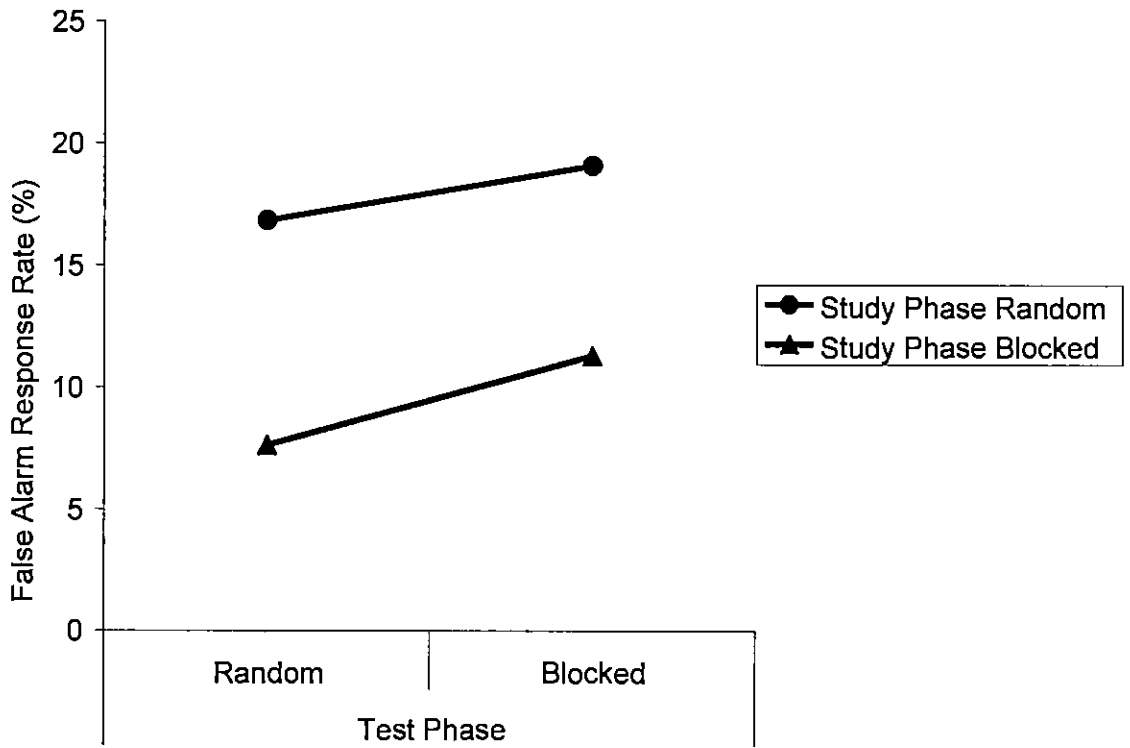 25
20
15
10
5
0
False Alarm Response Rate (%)
Random
Blocked
Test Phase
Study Phase Random
Study Phase Blocked